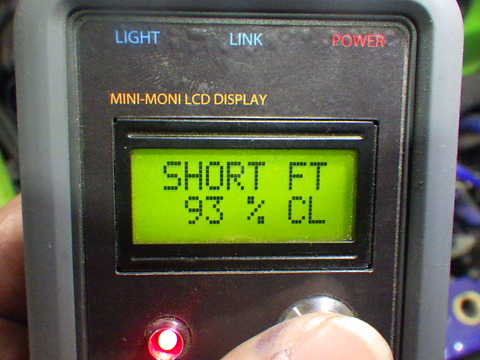 LIGHT LINK POWER
MINI-MONI LCD DISPLAY
SHORT FT
93 % CL